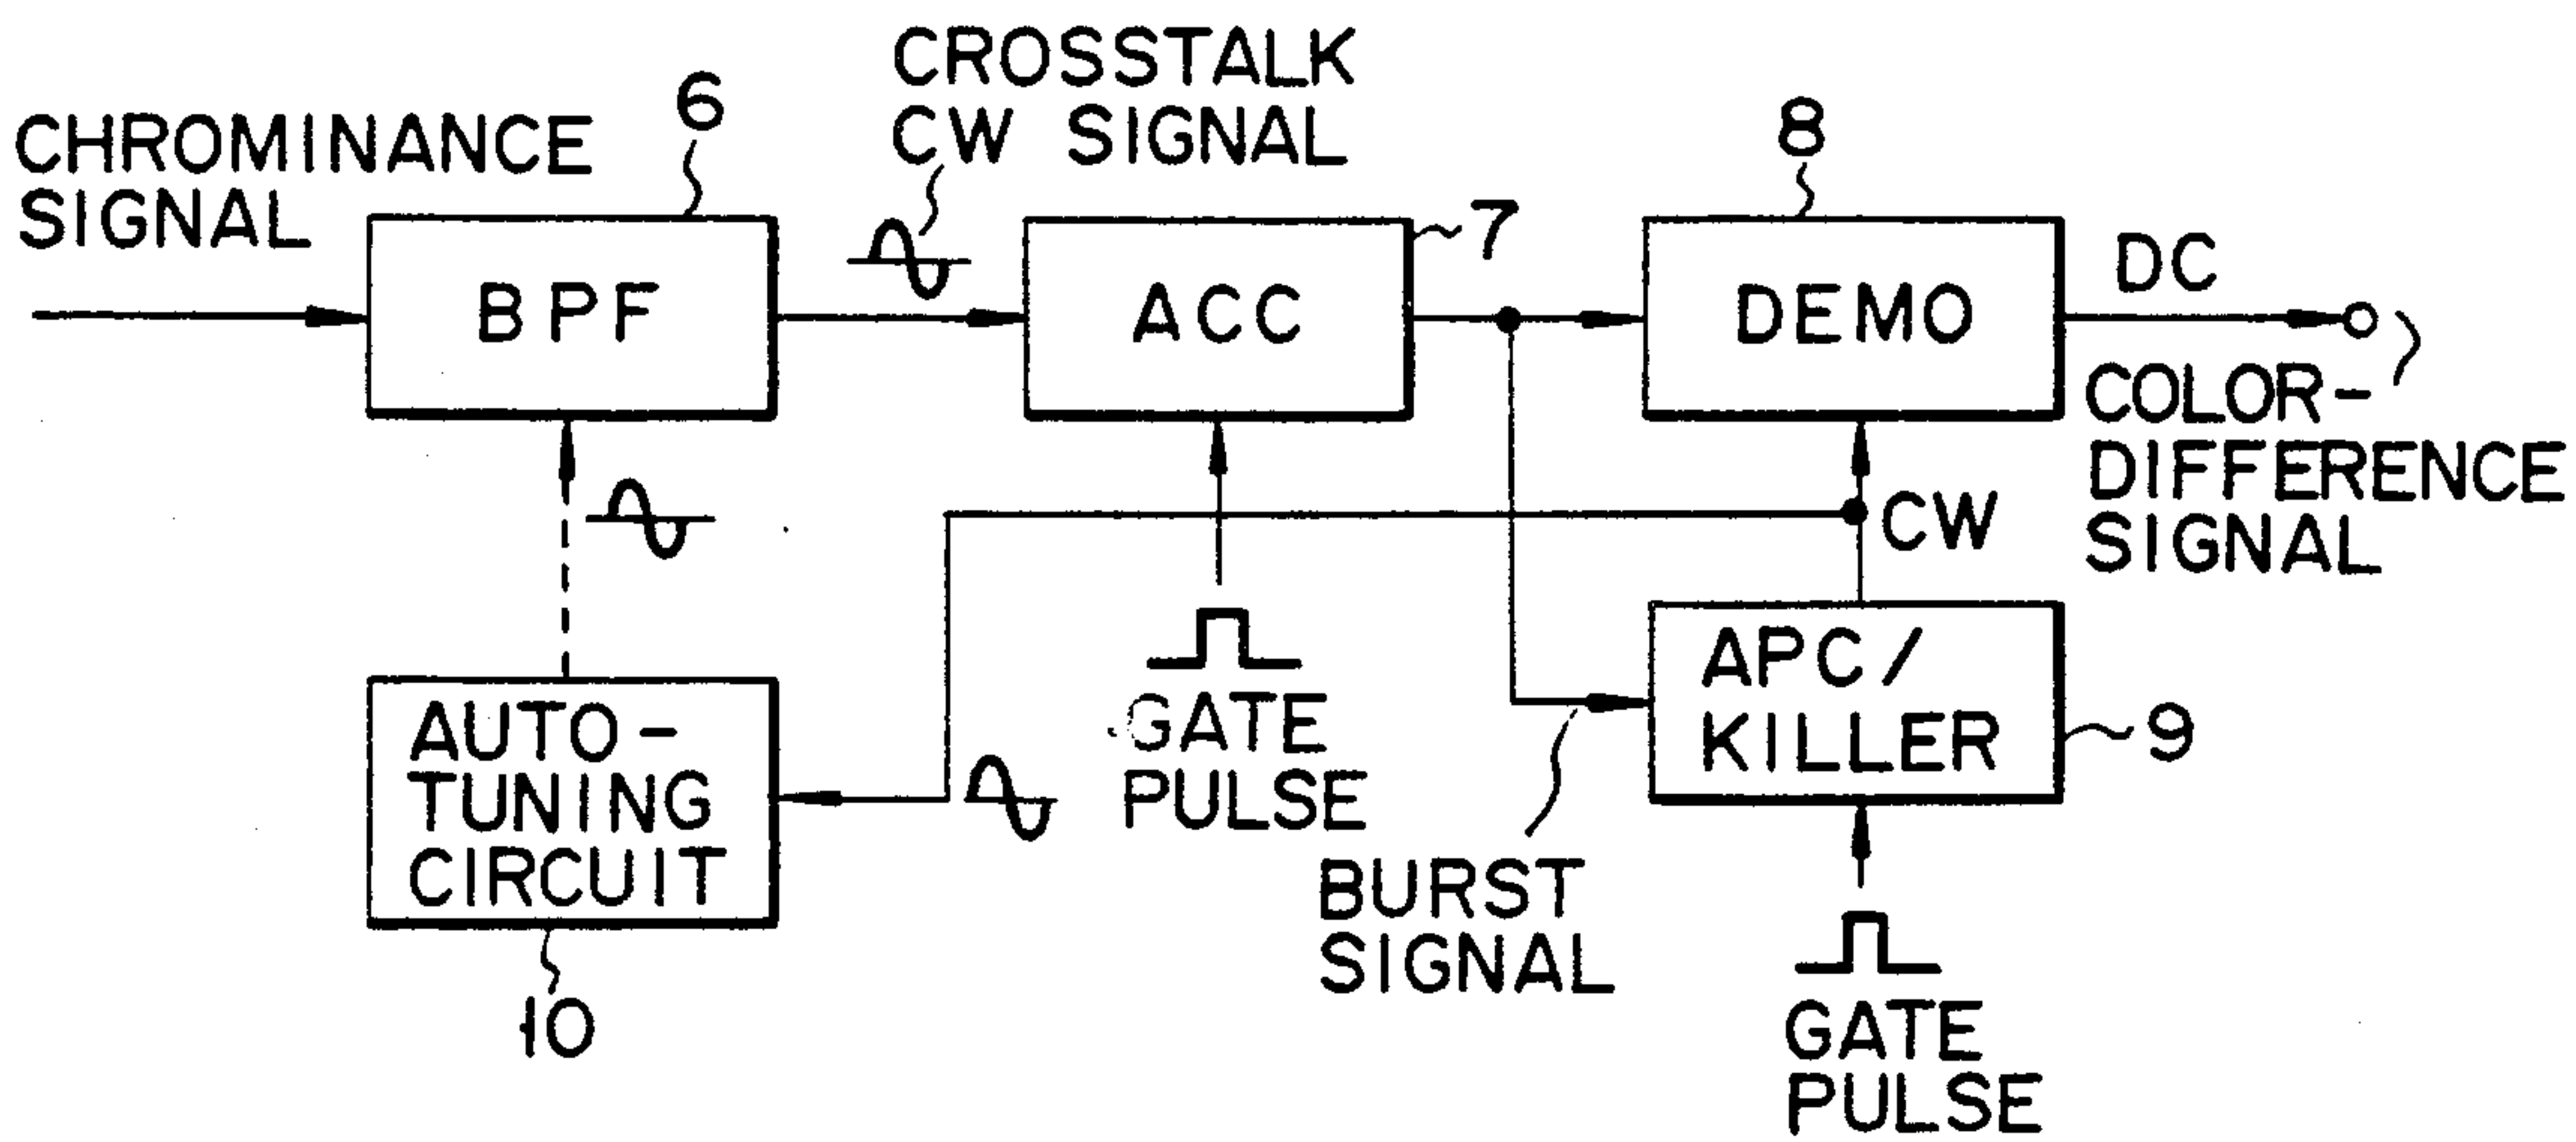 CHROMINANCE
SIGNAL
6
BPF
CROSSTALK
CW SIGNAL
ACC
7
8
DEMO
DC
COLOR-
DIFFERENCE
SIGNAL
CW
APC/
KILLER
9
GATE
PULSE
BURST
SIGNAL
GATE
PULSE
AUTO-
TUNING
CIRCUIT
10